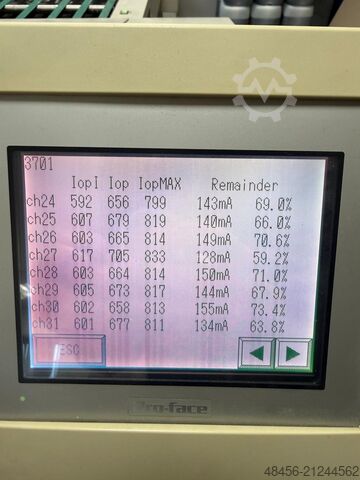 3701
IopI Iop IopMAX Remainder
ch24 592 656 799 143mA 69.0%
ch25 607 679 819 140mA 66.0%
ch26 603 665 814 149mA 70.6%
ch27 617 705 833 128mA 59.2%
ch28 603 664 814 150mA 71.0%
ch29 605 673 817 144mA 67.9%
ch30 602 658 813 155mA 73.4%
ch31 601 677 811 134mA 63.8%
ESC
Pro-face
48456-21244562